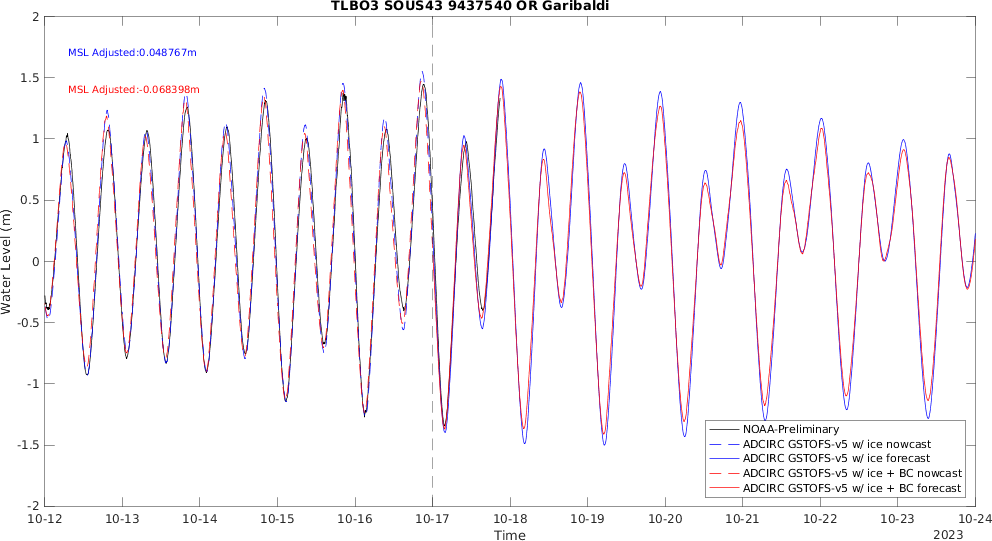 TLBO3 SOUS43 9437540 OR Garibaldi
MSL Adjusted:0.048767m
MSL Adjusted:-0.068398m
Water Level (m)
2
1.5
1
0.5
0
-0.5
-1
-1.5
-2
NOAA-Preliminary
ADCIRC GSTOFS-v5 w/ ice nowcast
ADCIRC GSTOFS-v5 w/ ice forecast
ADCIRC GSTOFS-v5 w/ ice + BC nowcast
ADCIRC GSTOFS-v5 w/ ice + BC forecast
10-12 10-13 10-14 10-15 10-16 10-17 10-18 10-19 10-20 10-21 10-22 10-23 10-24
Time
2023